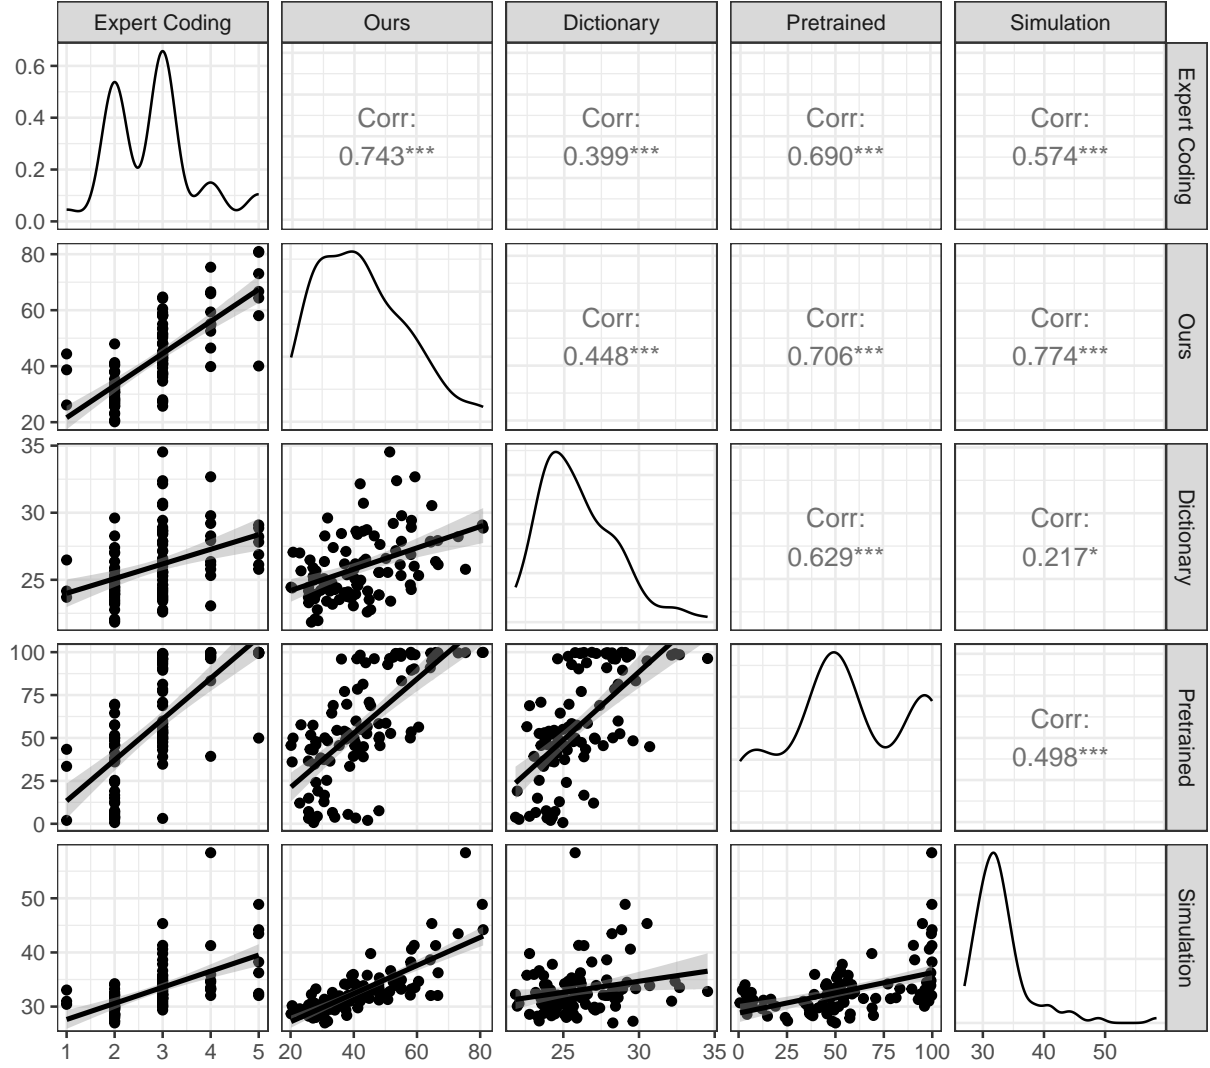 Expert Coding Ours Dictionary Pretrained Simulation
0.6
0.4
0.2
0.0
Corr:
0.743***
Corr:
0.399***
Corr:
0.690***
Corr:
0.574***
Expert Coding
80
60
40
20
Corr:
0.448***
Corr:
0.706***
Corr:
0.774***
Ours
35
30
25
Corr:
0.629***
Corr:
0.217*
Dictionary
100
75
50
25
0
Corr:
0.498***
Pretrained
50
40
30
Simulation
1 2 3 4 5 20 40 60 80 25 30 35 0 25 50 75 100 30 40 50